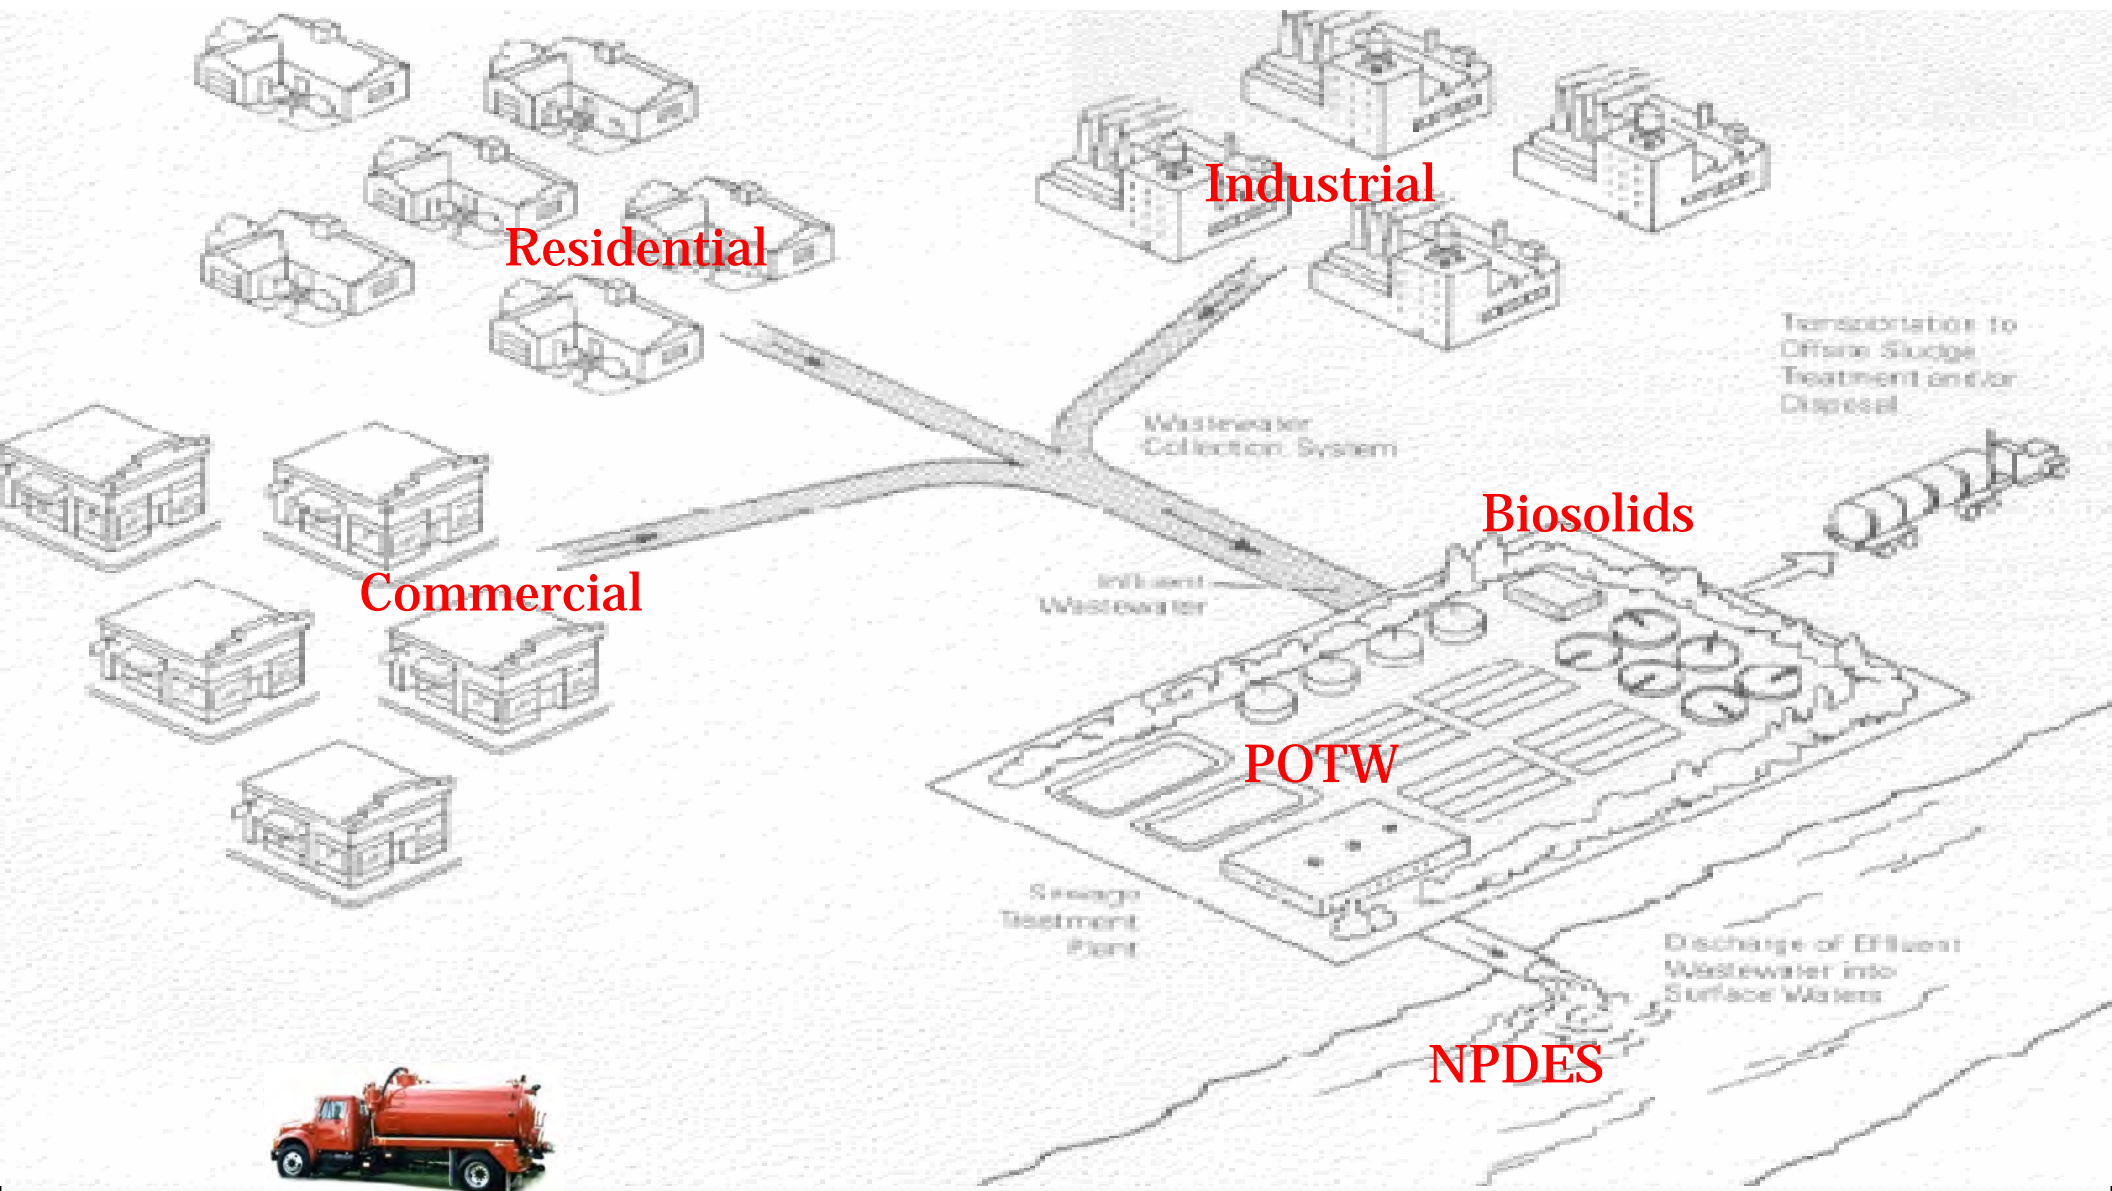 Industrial
Residential
Transportation to
Offsite Sludge
Treatment and/or
Disposal
Wastewater
Collection System
Biosolids
Influent
Wastewater
Commercial
POTW
Sewage
Treatment
Plant
Discharge of Effluent
Wastewater into
Surface Waters
NPDES